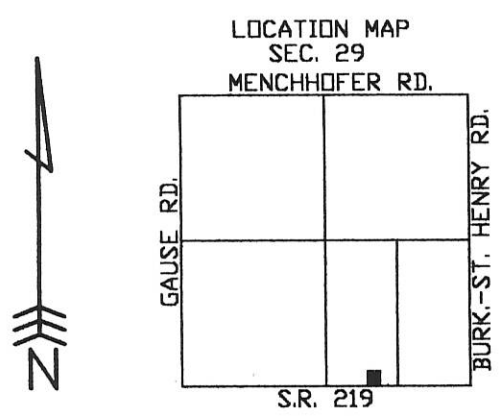 LOCATION MAP
SEC. 29
MENCHHOFER RD.
GAUSE RD.
BURK.-ST. HENRY RD.
S.R. 219
N